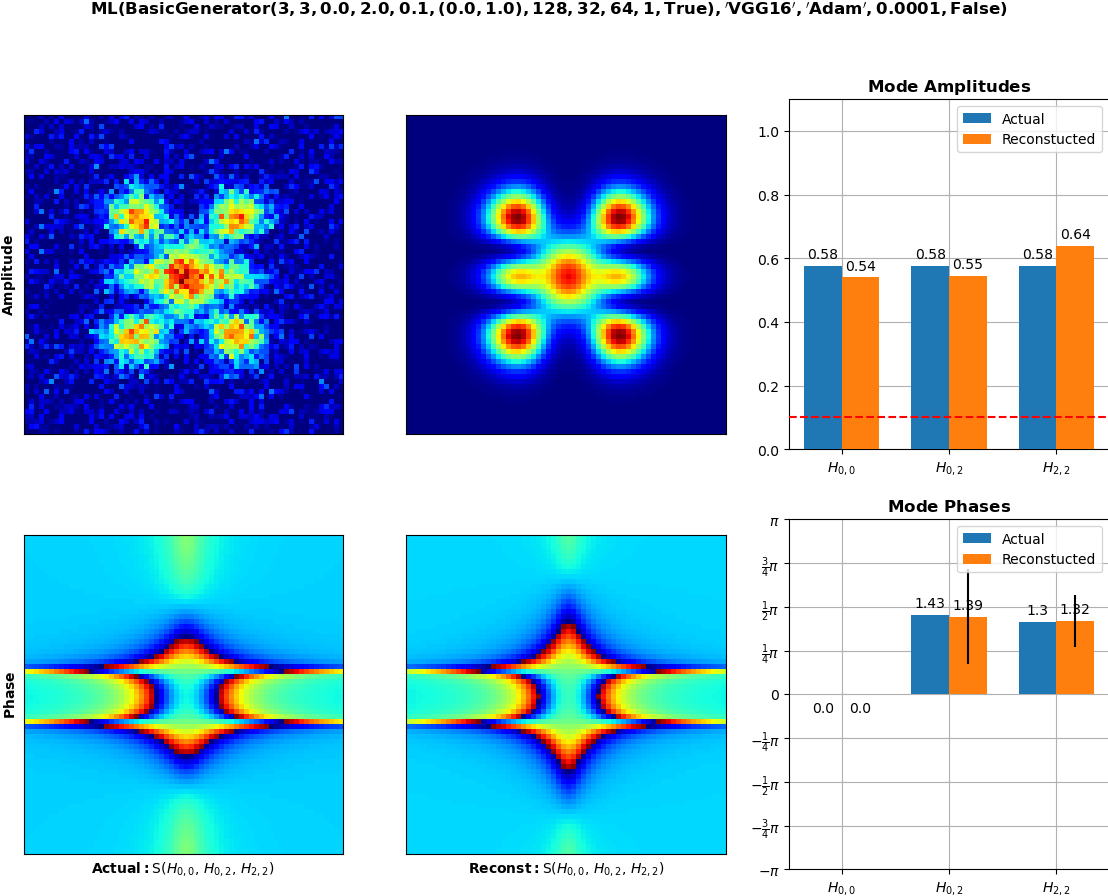 ML(BasicGenerator(3, 3, 0.0, 2.0, 0.1, (0.0, 1.0), 128, 32, 64, 1, True), 'VGG16', 'Adam', 0.0001, False)
Amplitude
Mode Amplitudes
Actual
Reconstucted
1.0
0.8
0.6
0.4
0.2
0.0
0.58
0.54
0.58
0.55
0.58
0.64
H₀,₀
H₀,₂
H₂,₂
Phase
Actual: S(H₀,₀, H₀,₂, H₂,₂)
Reconst: S(H₀,₀, H₀,₂, H₂,₂)
Mode Phases
Actual
Reconstucted
π
3/4π
1/2π
1/4π
0
−1/4π
−1/2π
−3/4π
−π
0.0
0.0
1.43
1.39
1.3
1.32
H₀,₀
H₀,₂
H₂,₂